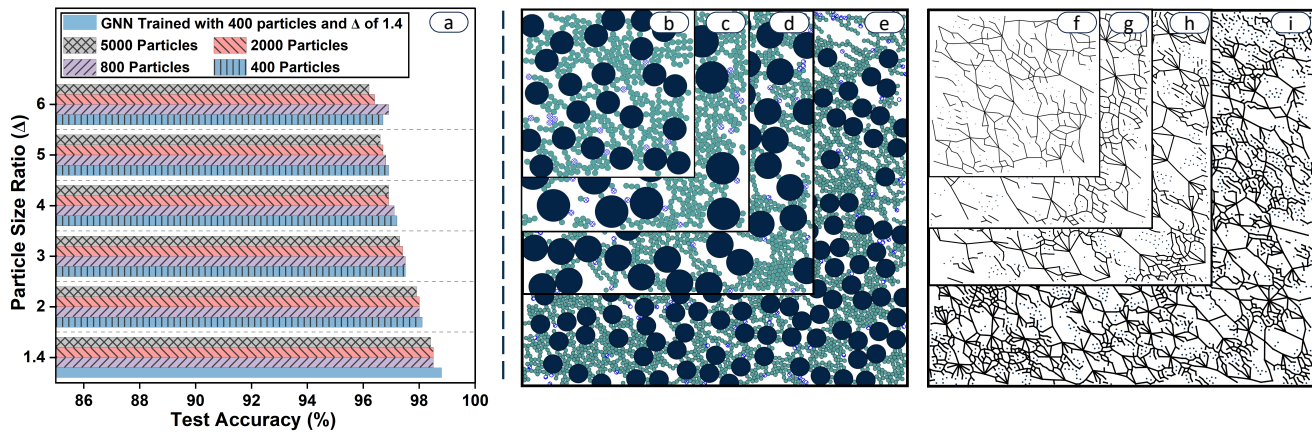 GNN Trained with 400 particles and Δ of 1.4
5000 Particles
2000 Particles
800 Particles
400 Particles
a
Particle Size Ratio (Δ)
6
5
4
3
2
1.4
86
88
90
92
94
96
98
100
Test Accuracy (%)
b
c
d
e
f
g
h
i